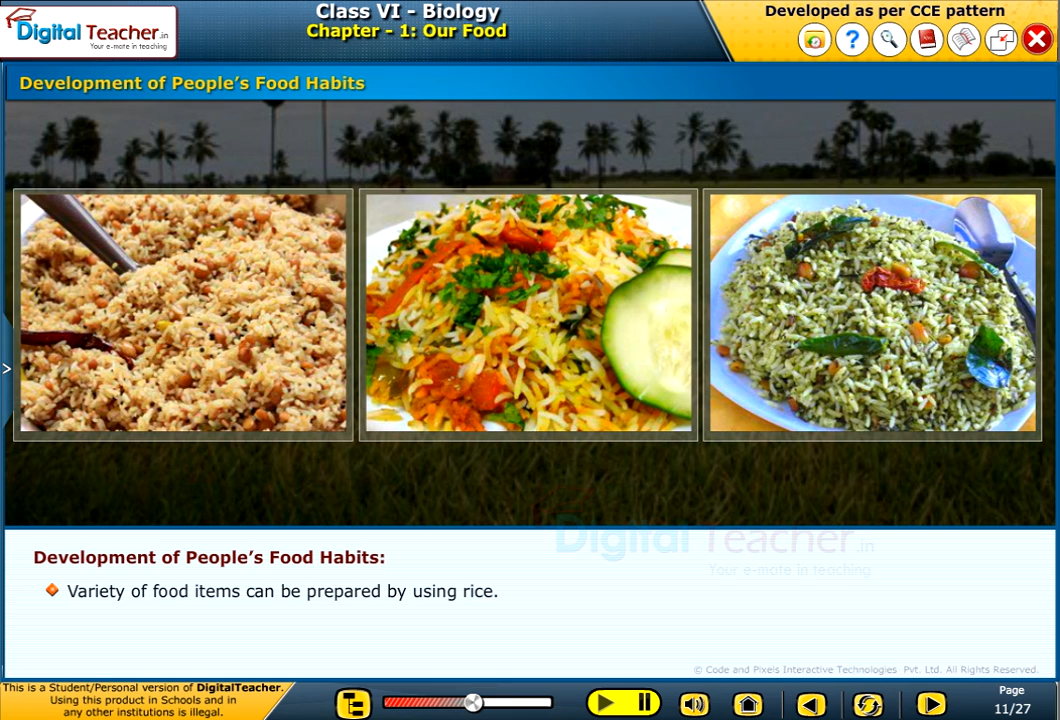 Digital Teacher.in
Your e-mate in teaching
Class VI - Biology
Chapter - 1: Our Food
Developed as per CCE pattern
?
Development of People's Food Habits
>
Digital Teacher.in
Your e-mate in teaching
Development of People's Food Habits:
Variety of food items can be prepared by using rice.
© Code and Pixels Interactive Technologies. Pvt. Ltd. All Rights Reserved.
This is a Student/Personal version of DigitalTeacher.
Using this product in Schools and in
any other institutions is illegal.
Page
11/27